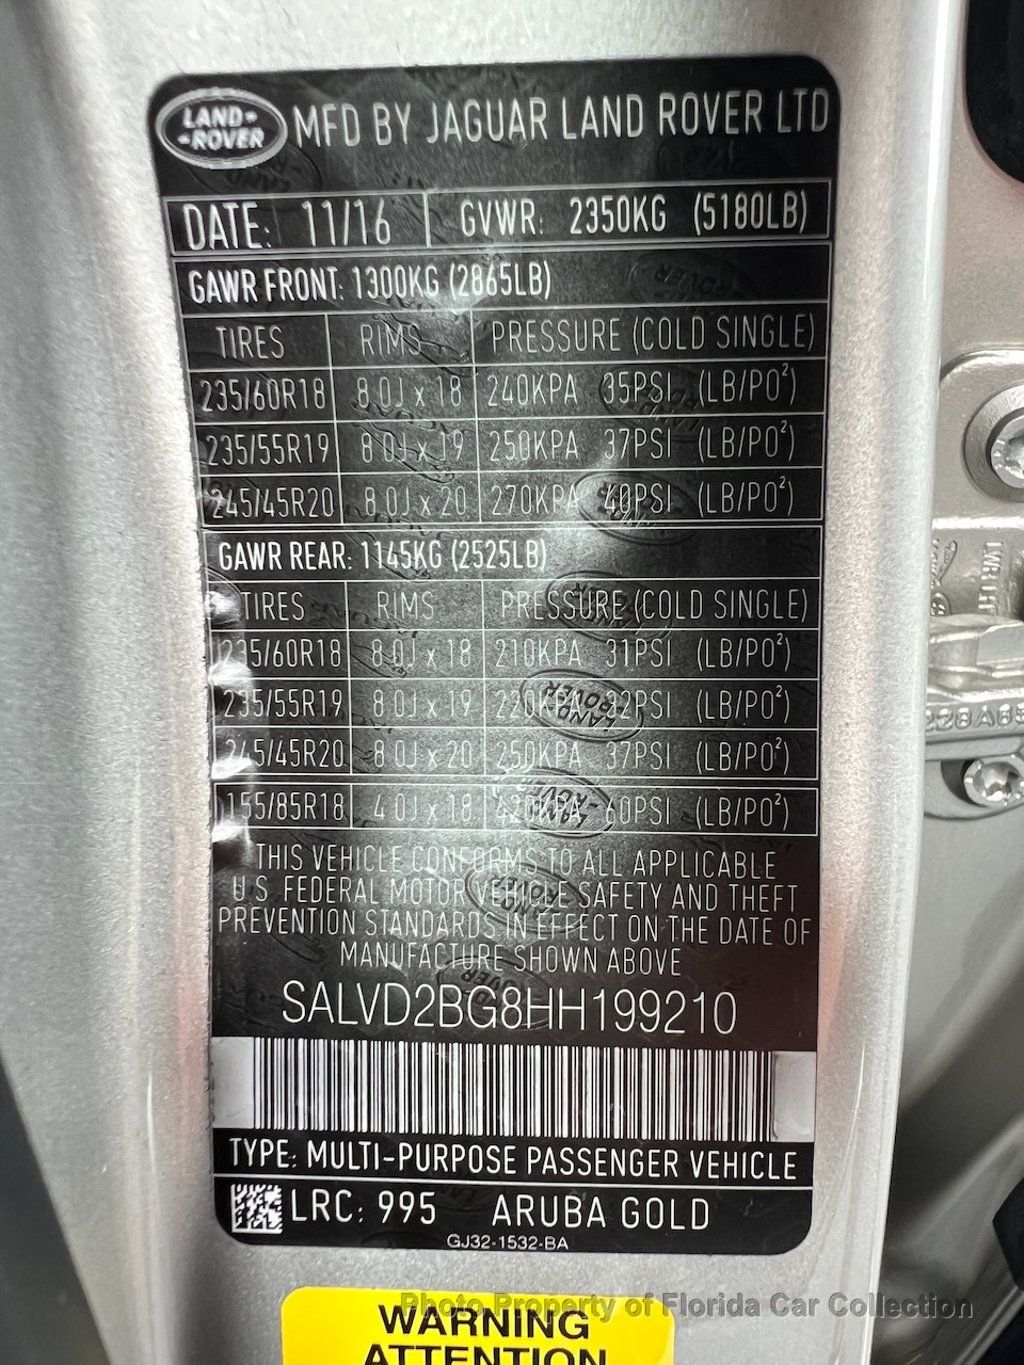 LAND-
-ROVER
MFD BY JAGUAR LAND ROVER LTD
DATE: 11/16 GVWR: 2350KG (5180LB)
GAWR FRONT: 1300KG (2865LB)
TIRES RIMS PRESSURE (COLD SINGLE)
235/60R18 8.0J x 18 240KPA 35PSI (LB/PO²)
235/55R19 8.0J x 19 250KPA 37PSI (LB/PO²)
245/45R20 8.0J x 20 270KPA 40PSI (LB/PO²)
GAWR REAR: 1145KG (2525LB)
TIRES RIMS PRESSURE (COLD SINGLE)
235/60R18 8.0J x 18 210KPA 31PSI (LB/PO²)
235/55R19 8.0J x 19 220KPA 32PSI (LB/PO²)
245/45R20 8.0J x 20 250KPA 37PSI (LB/PO²)
155/85R18 4.0J x 18 420KPA 60PSI (LB/PO²)
THIS VEHICLE CONFORMS TO ALL APPLICABLE
U.S. FEDERAL MOTOR VEHICLE SAFETY AND THEFT
PREVENTION STANDARDS IN EFFECT ON THE DATE OF
MANUFACTURE SHOWN ABOVE
SALVD2BG8HH199210
TYPE: MULTI-PURPOSE PASSENGER VEHICLE
LRC: 995 ARUBA GOLD
GJ32-1532-BA
WARNING
ATTENTION
Photo Property of Florida Car Collection